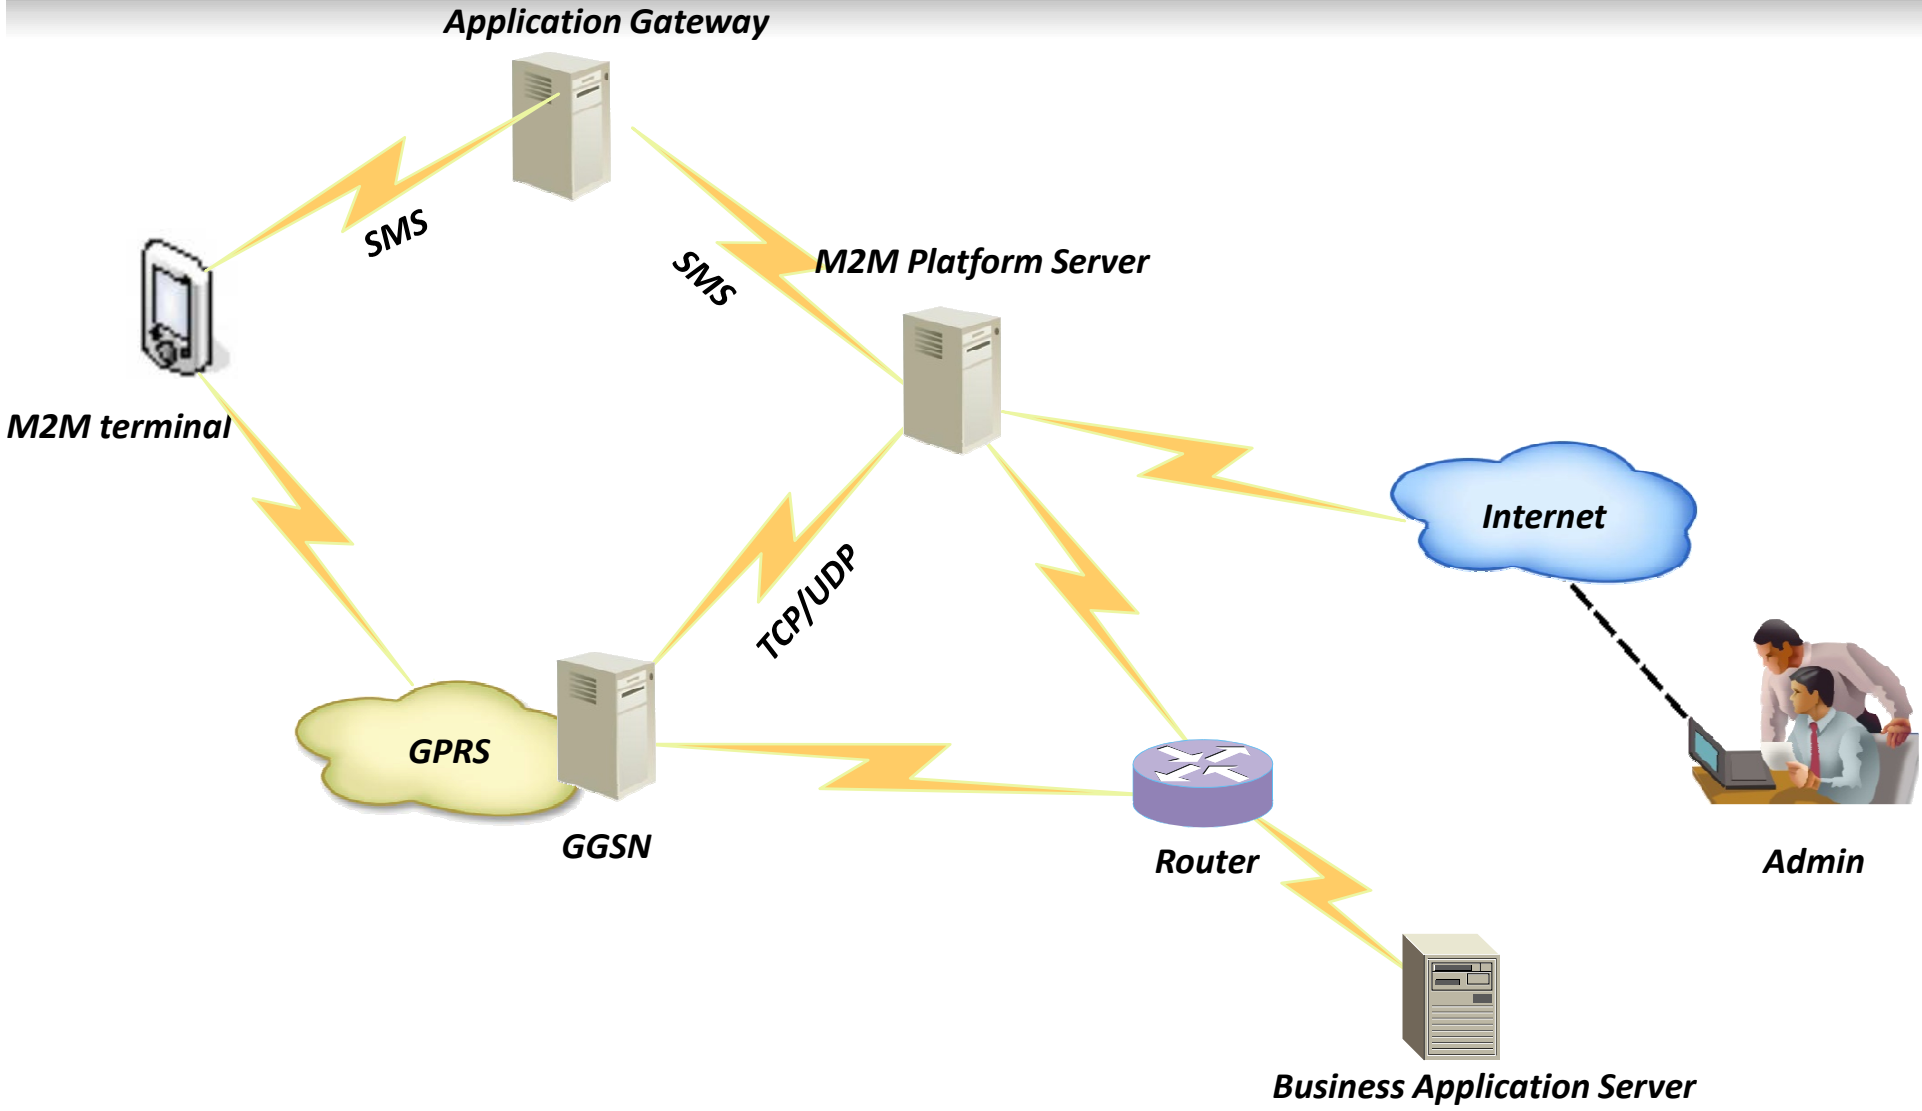 Application Gateway
SMS
SMS
M2M Platform Server
M2M terminal
Internet
TCP/UDP
GPRS
GGSN
Router
Admin
Business Application Server